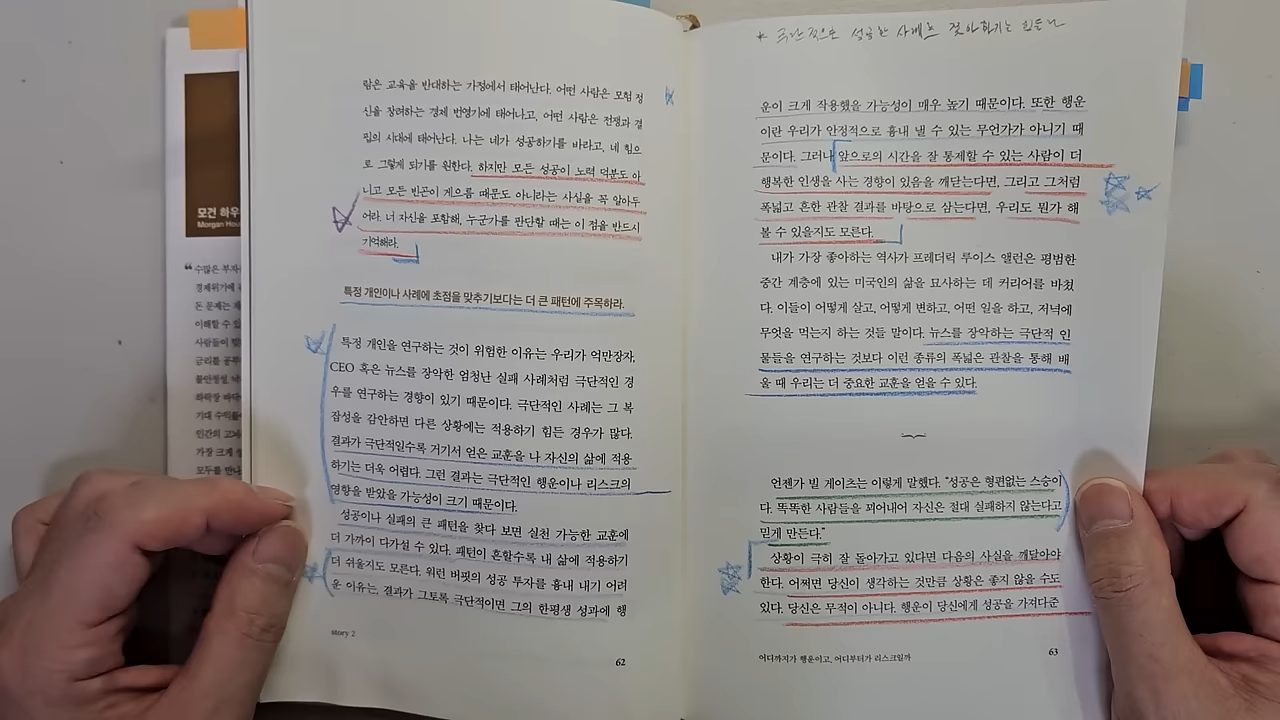 모건 하우
Morgan Hou
“ 수많은 부자
람은 교육을 반대하는 가정에서 태어난다. 어떤 사람은 모험 정
신을 장려하는 경제 번영기에 태어나고, 어떤 사람은 전쟁과 결
핍의 시대에 태어난다. 나는 네가 성공하기를 바라고, 네 힘으
로 그렇게 되기를 원한다. 하지만 모든 성공이 노력 덕분도 아
니고 모든 빈곤이 게으름 때문도 아니라는 사실을 꼭 알아두
어라. 너 자신을 포함해, 누군가를 판단할 때는 이 점을 반드시
기억해라.
특정 개인이나 사례에 초점을 맞추기보다는 더 큰 패턴에 주목하라.
특정 개인을 연구하는 것이 위험한 이유는 우리가 억만장자,
CEO 혹은 뉴스를 장악한 엄청난 실패 사례처럼 극단적인 경
우를 연구하는 경향이 있기 때문이다. 극단적인 사례는 그 복
잡성을 감안하면 다른 상황에는 적용하기 힘든 경우가 많다.
결과가 극단적일수록 거기서 얻은 교훈을 나 자신의 삶에 적용
하기는 더욱 어렵다. 그런 결과는 극단적인 행운이나 리스크의
영향을 받았을 가능성이 크기 때문이다.
성공이나 실패의 큰 패턴을 찾다 보면 실천 가능한 교훈에
더 가까이 다가설 수 있다. 패턴이 흔할수록 내 삶에 적용하기
더 쉬울지도 모른다. 워런 버핏의 성공 투자를 흉내 내기 어려
운 이유는, 결과가 그토록 극단적이면 그의 한평생 성과에 행
story 2
62
* 극단적으로 성공한 사례는 찾아하기는 힘들다
운이 크게 작용했을 가능성이 매우 높기 때문이다. 또한 행운
이란 우리가 안정적으로 흉내 낼 수 있는 무언가가 아니기 때
문이다. 그러나 앞으로의 시간을 잘 통제할 수 있는 사람이 더
행복한 인생을 사는 경향이 있음을 깨닫는다면, 그리고 그처럼
폭넓고 흔한 관찰 결과를 바탕으로 삼는다면, 우리도 뭔가 해
볼 수 있을지도 모른다.
내가 가장 좋아하는 역사가 프레더릭 루이스 앨런은 평범한
중간 계층에 있는 미국인의 삶을 묘사하는 데 커리어를 바쳤
다. 이들이 어떻게 살고, 어떻게 변하고, 어떤 일을 하고, 저녁에
무엇을 먹는지 하는 것들 말이다. 뉴스를 장악하는 극단적 인
물들을 연구하는 것보다 이런 종류의 폭넓은 관찰을 통해 배
울 때 우리는 더 중요한 교훈을 얻을 수 있다.
언젠가 빌 게이츠는 이렇게 말했다. “성공은 형편없는 스승이
다. 똑똑한 사람들을 꾀어내어 자신은 절대 실패하지 않는다고
믿게 만든다.”
상황이 극히 잘 돌아가고 있다면 다음의 사실을 깨달아야
한다. 어쩌면 당신이 생각하는 것만큼 상황은 좋지 않을 수도
있다. 당신은 무적이 아니다. 행운이 당신에게 성공을 가져다준
어디까지가 행운이고, 어디부터가 리스크일까
63